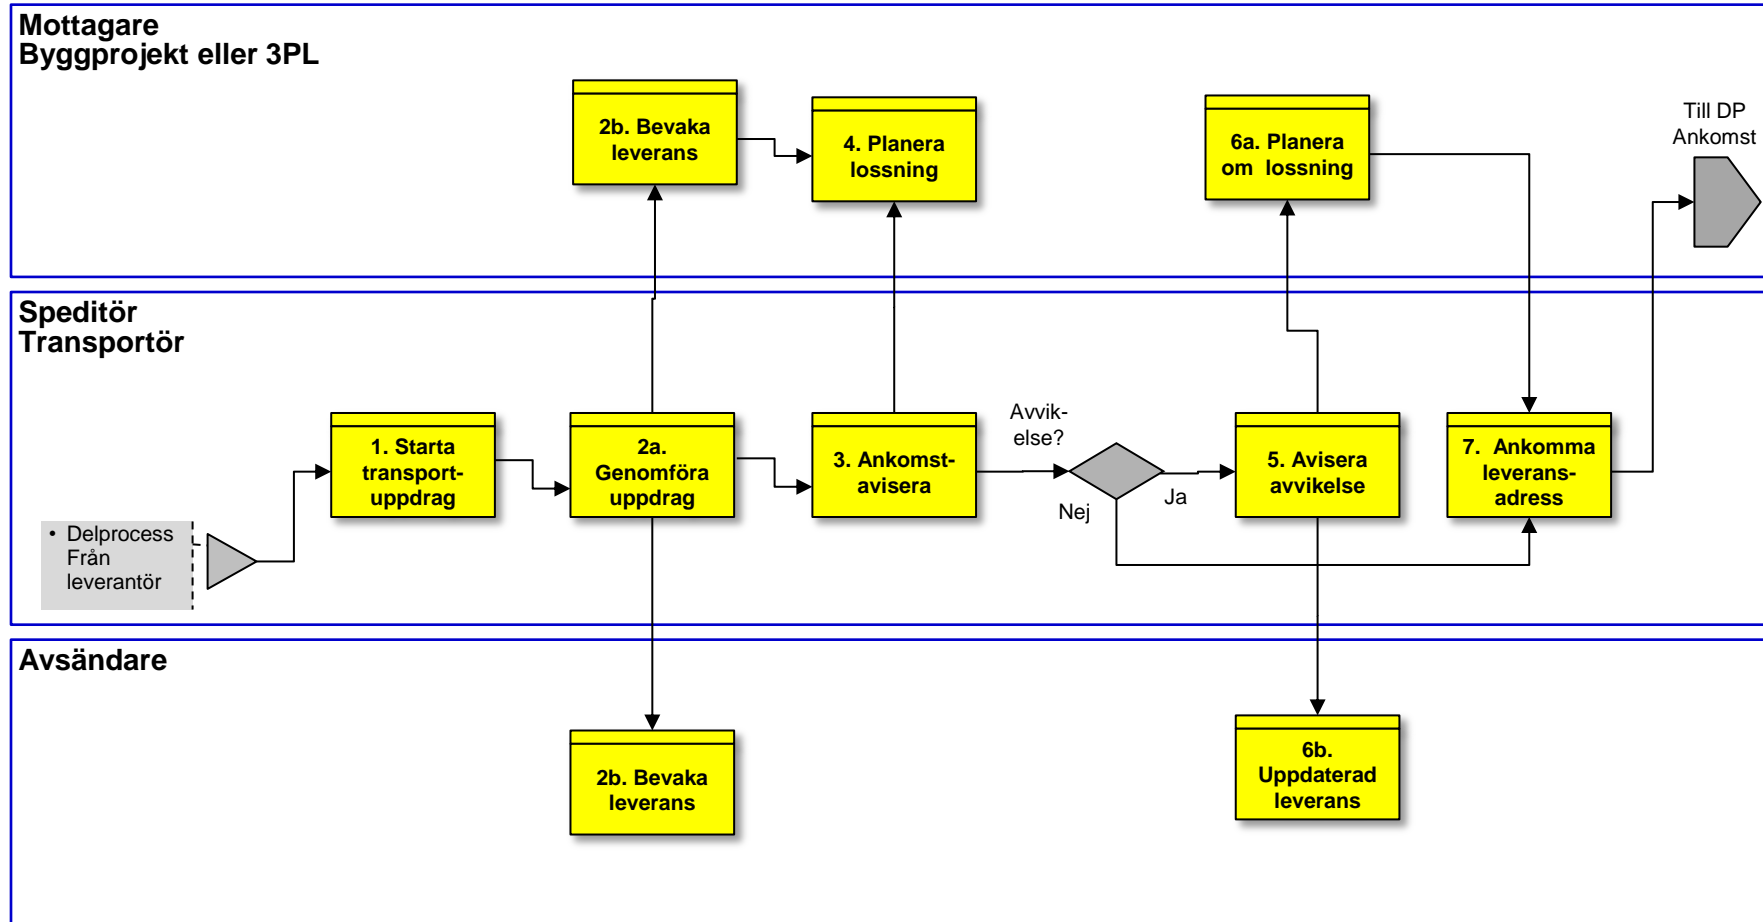 Mottagare
Byggprojekt eller 3PL
2b. Bevaka
leverans
4. Planera
lossning
6a. Planera
om lossning
Till DP
Ankomst
Speditör
Transportör
• Delprocess
Från
leverantör
1. Starta
transport-
uppdrag
2a.
Genomföra
uppdrag
3. Ankomst-
avisera
Avvik-
else?
Nej
Ja
5. Avisera
avvikelse
7. Ankomma
leverans-
adress
Avsändare
2b. Bevaka
leverans
6b.
Uppdaterad
leverans